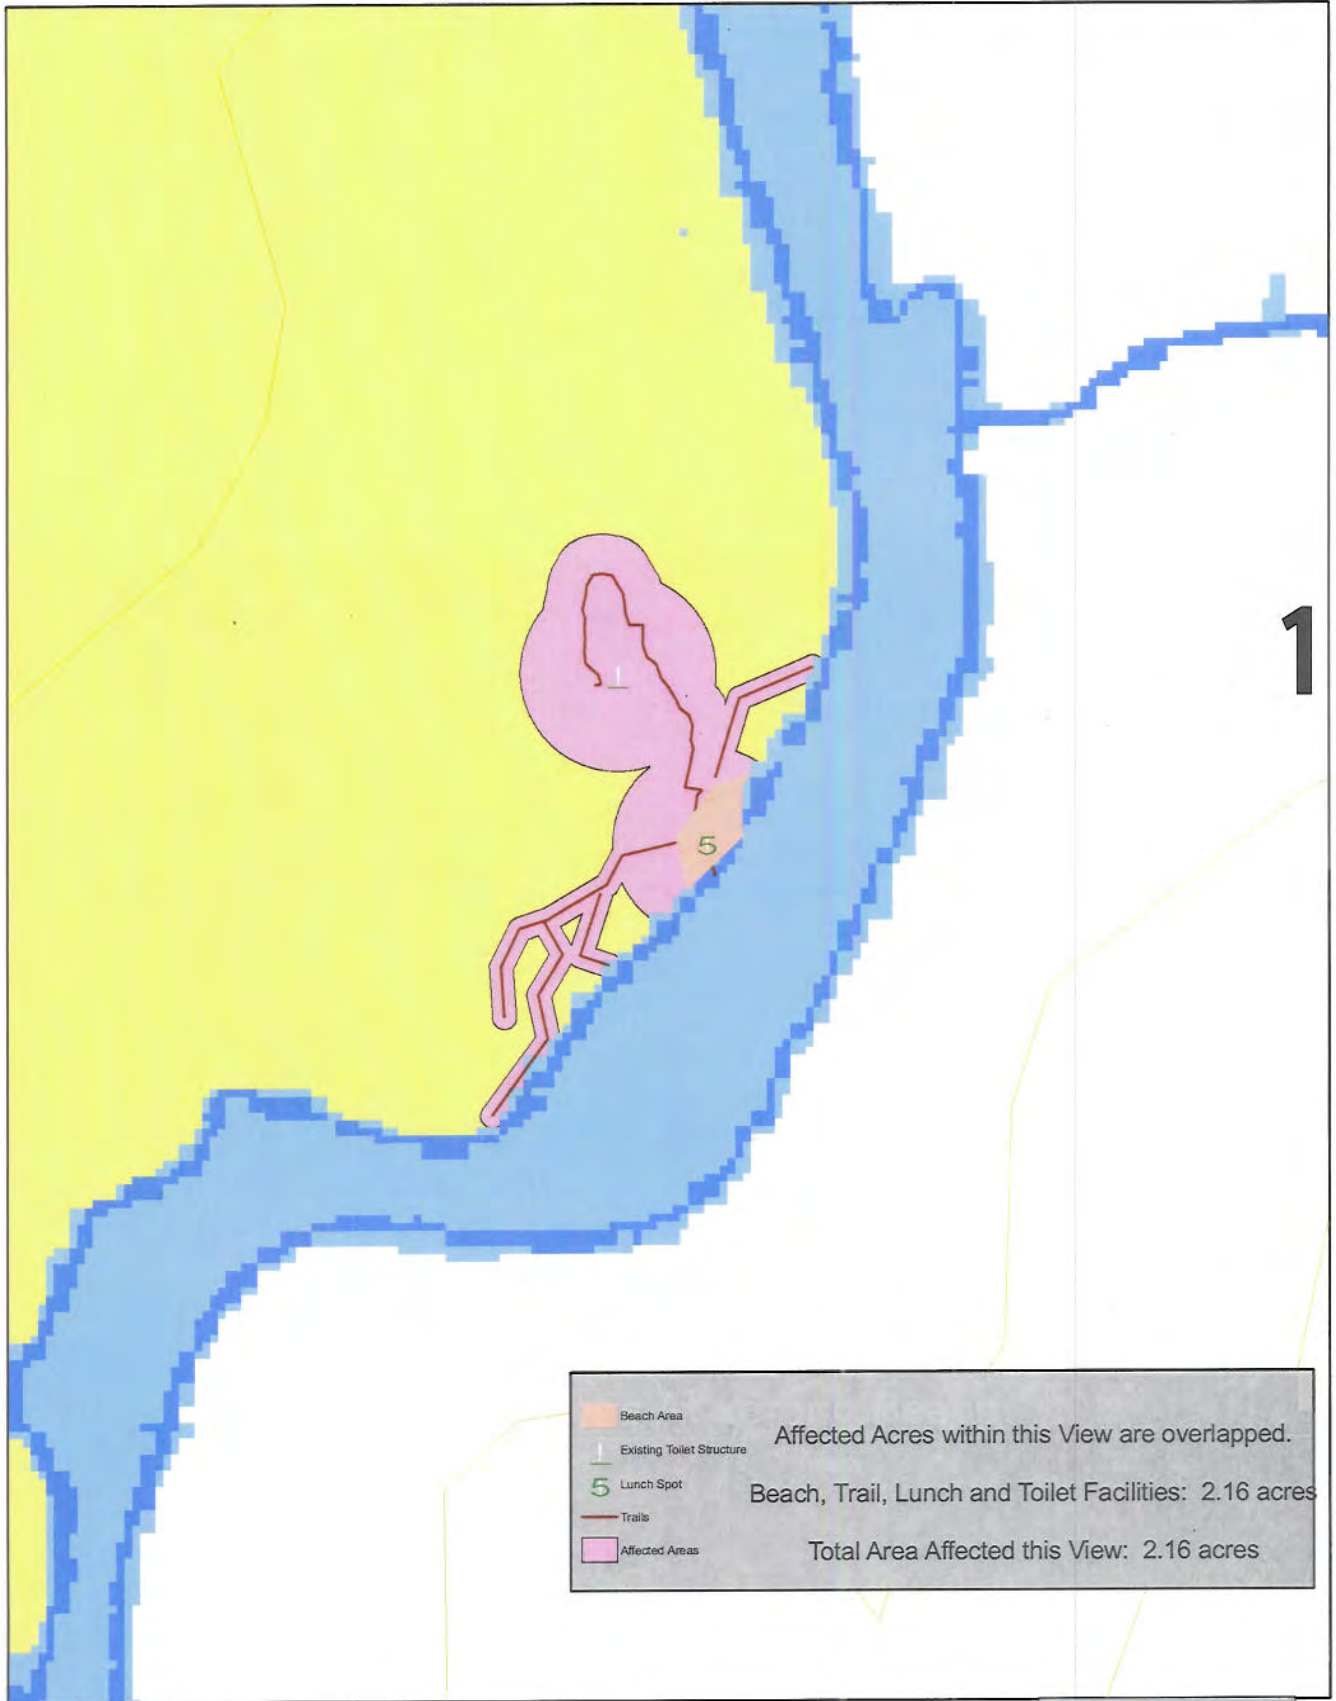 1
5
Beach Area
Existing Toilet Structure
5 Lunch Spot
Trails
Affected Areas
Affected Acres within this View are overlapped.
Beach, Trail, Lunch and Toilet Facilities: 2.16 acres
Total Area Affected this View: 2.16 acres